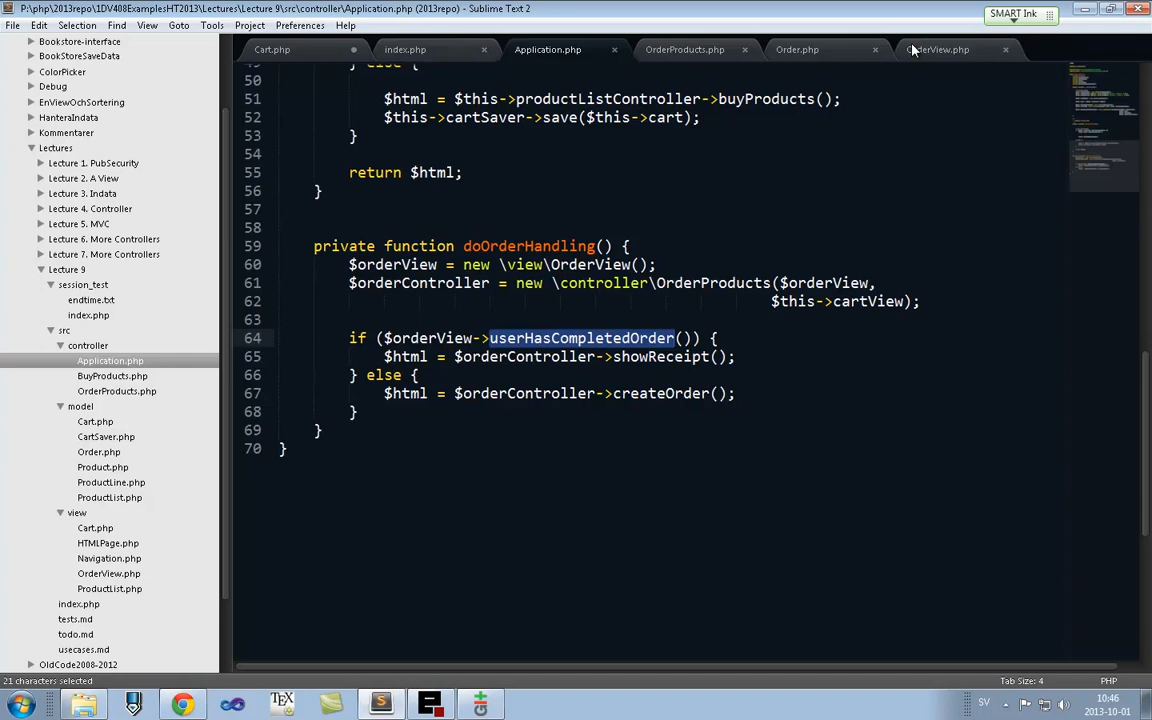 P:\php\2013repo\1DV408ExamplesHT2013\Lectures\Lecture 9\src\controller\Application.php (2013repo) - Sublime Text 2
SMART Ink
File Edit Selection Find View Goto Tools Project Preferences Help
Cart.php
index.php
Application.php
OrderProducts.php
Order.php
OrderView.php
Bookstore-interface
BookStoreSaveData
ColorPicker
Debug
EnViewOchSortering
HanteraIndata
Kommentarer
Lectures
Lecture 1. PubSecurity
Lecture 2. A View
Lecture 3. Indata
Lecture 4. Controller
Lecture 5. MVC
Lecture 6. More Controllers
Lecture 7. More Controllers
Lecture 9
session_test
endtime.txt
index.php
src
controller
Application.php
BuyProducts.php
OrderProducts.php
model
Cart.php
CartSaver.php
Order.php
Product.php
ProductLine.php
ProductList.php
view
Cart.php
HTMLPage.php
Navigation.php
OrderView.php
ProductList.php
index.php
tests.md
todo.md
usecases.md
OldCode2008-2012
49 } else {
50
51 $html = $this->productListController->buyProducts();
52 $this->cartSaver->save($this->cart);
53 }
54
55 return $html;
56 }
57
58
59 private function doOrderHandling() {
60 $orderView = new \view\OrderView();
61 $orderController = new \controller\OrderProducts($orderView,
62 $this->cartView);
63
64 if ($orderView->userHasCompletedOrder()) {
65 $html = $orderController->showReceipt();
66 } else {
67 $html = $orderController->createOrder();
68 }
69 }
70 }
21 characters selected
Tab Size: 4
PHP
TEX
SV
10:46
2013-10-01